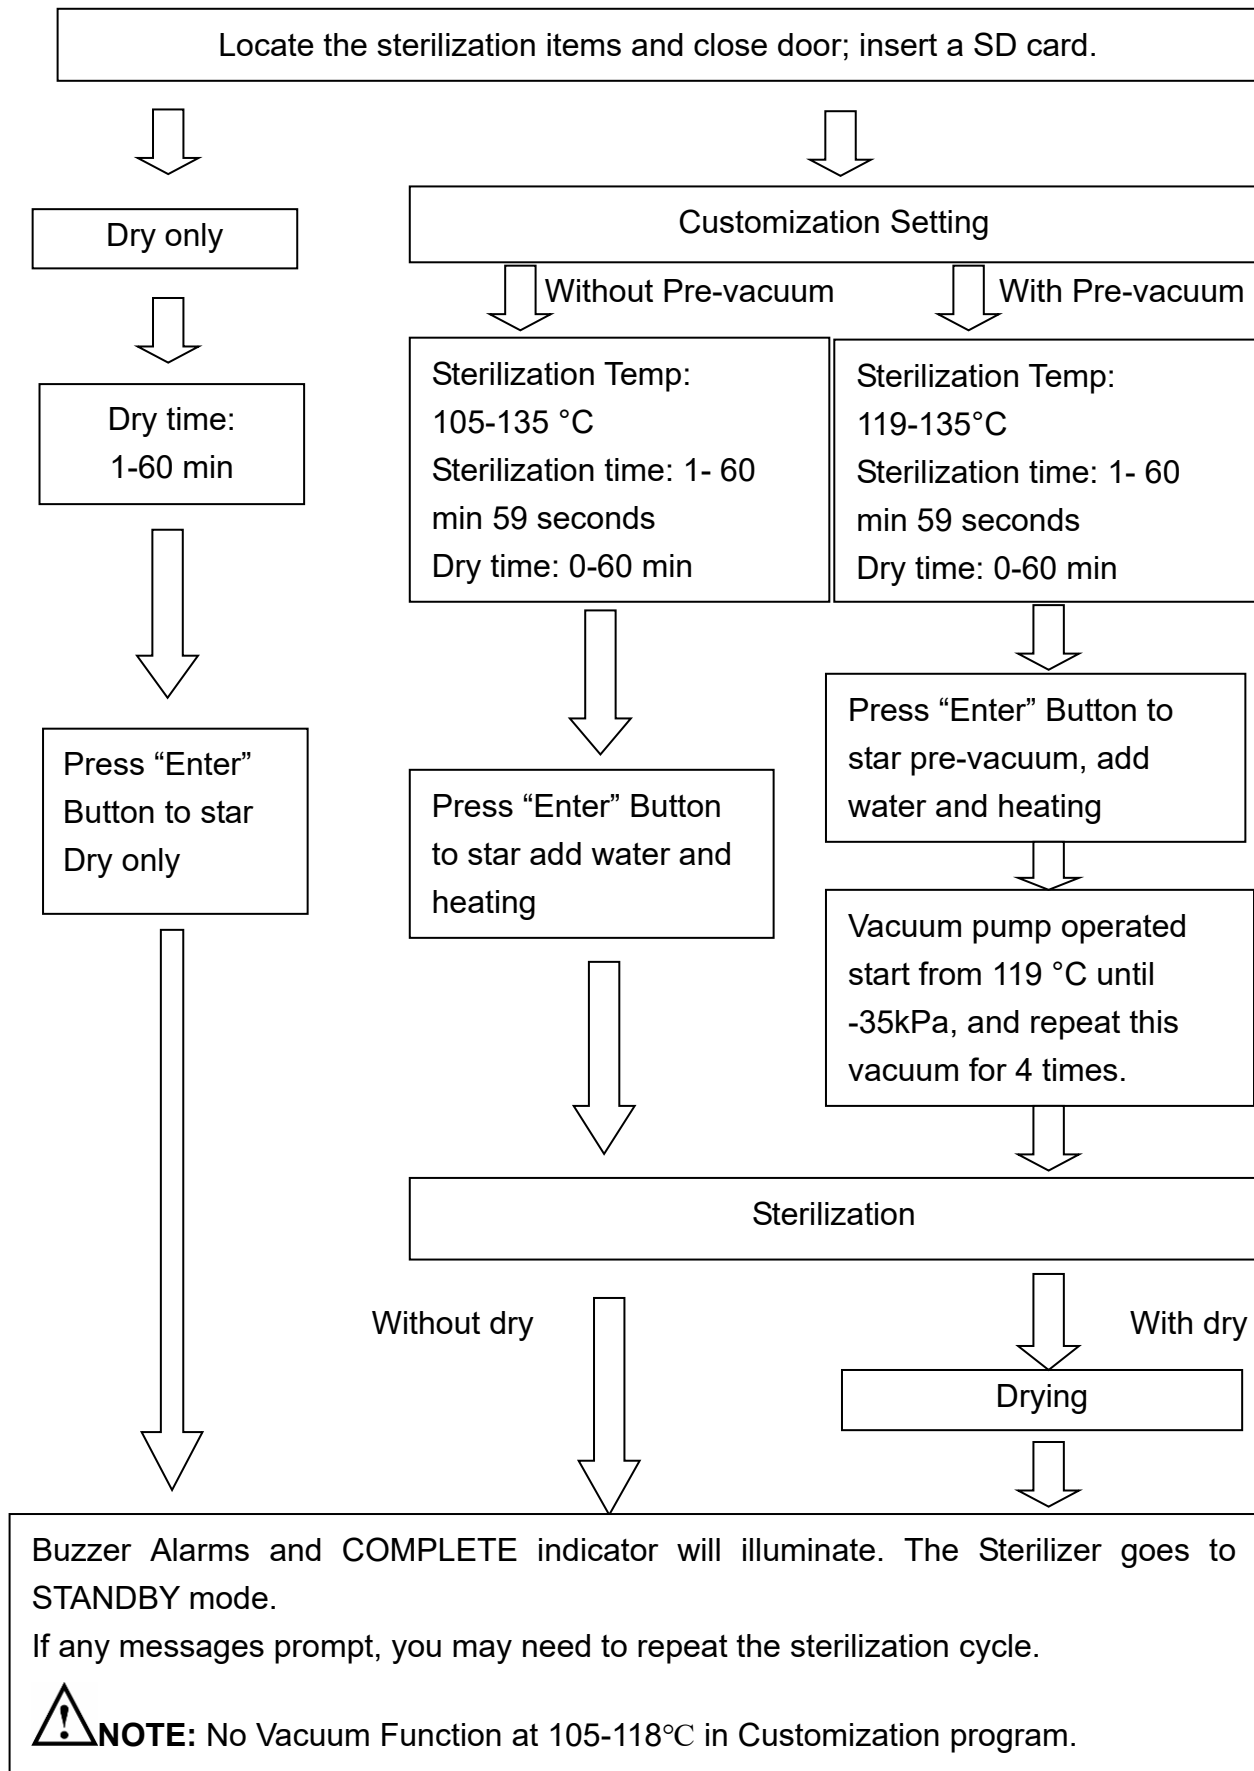 Locate the sterilization items and close door; insert a SD card.
Dry only
Customization Setting
Without Pre-vacuum
With Pre-vacuum
Dry time:
1-60 min
Sterilization Temp:
105-135 °C
Sterilization time: 1- 60
min 59 seconds
Dry time: 0-60 min
Sterilization Temp:
119-135°C
Sterilization time: 1- 60
min 59 seconds
Dry time: 0-60 min
Press “Enter”
Button to star
Dry only
Press “Enter” Button
to star add water and
heating
Press “Enter” Button to
star pre-vacuum, add
water and heating
Vacuum pump operated
start from 119 °C until
-35kPa, and repeat this
vacuum for 4 times.
Sterilization
Without dry
With dry
Drying
Buzzer Alarms and COMPLETE indicator will illuminate. The Sterilizer goes to
STANDBY mode.
If any messages prompt, you may need to repeat the sterilization cycle.
NOTE: No Vacuum Function at 105-118℃ in Customization program.